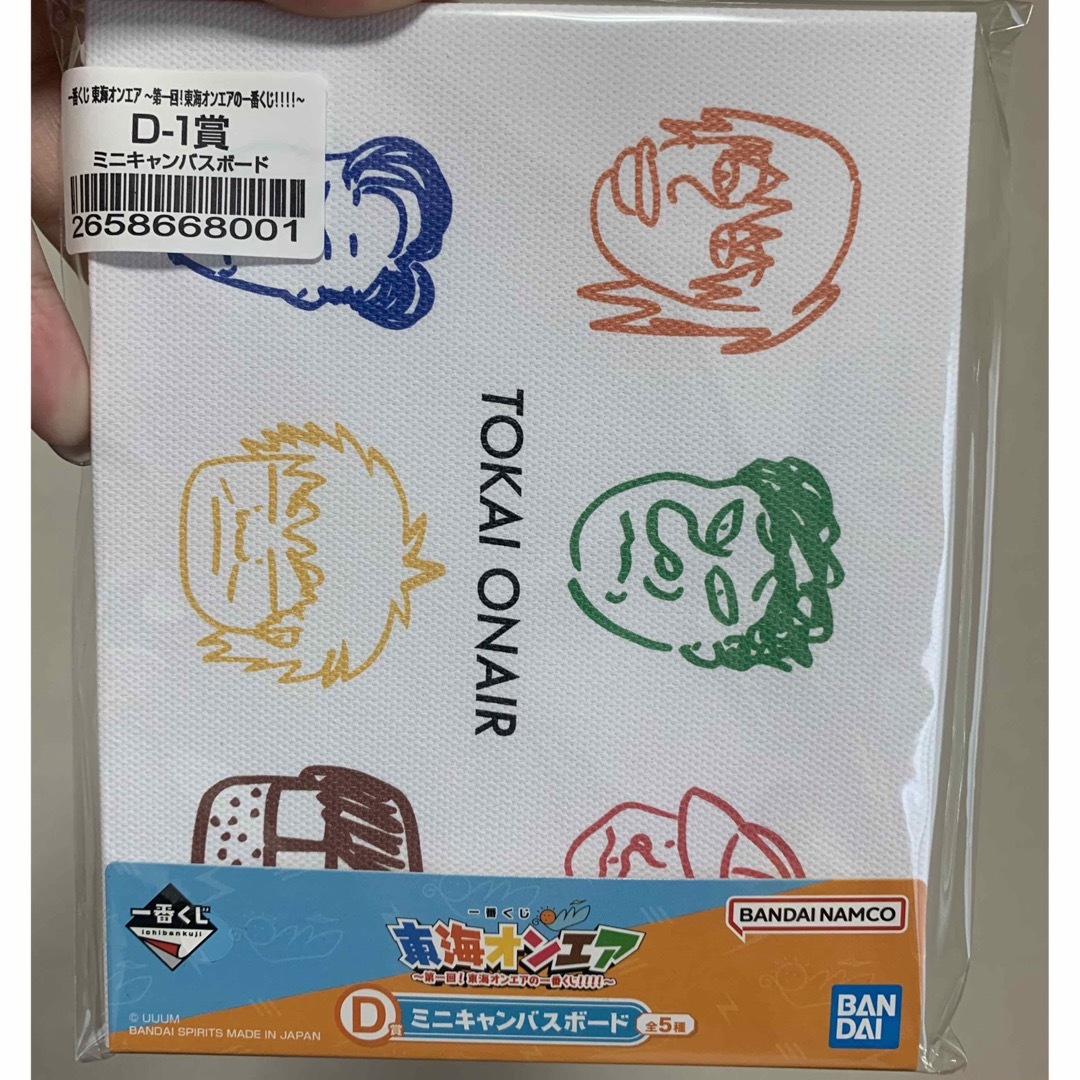 一番くじ 東海オンエア ～第一回!東海オンエアの一番くじ!!!!～
D-1賞
ミニキャンバスボード
2658668001
TOKAI ONAIR
一番くじ
ichibankuji
一番くじ
東海オンエア
～第一回!東海オンエアの一番くじ!!!!～
D賞 ミニキャンバスボード 全5種
BANDAI NAMCO
BAN
DAI
© UUUM
BANDAI SPIRITS MADE IN JAPAN